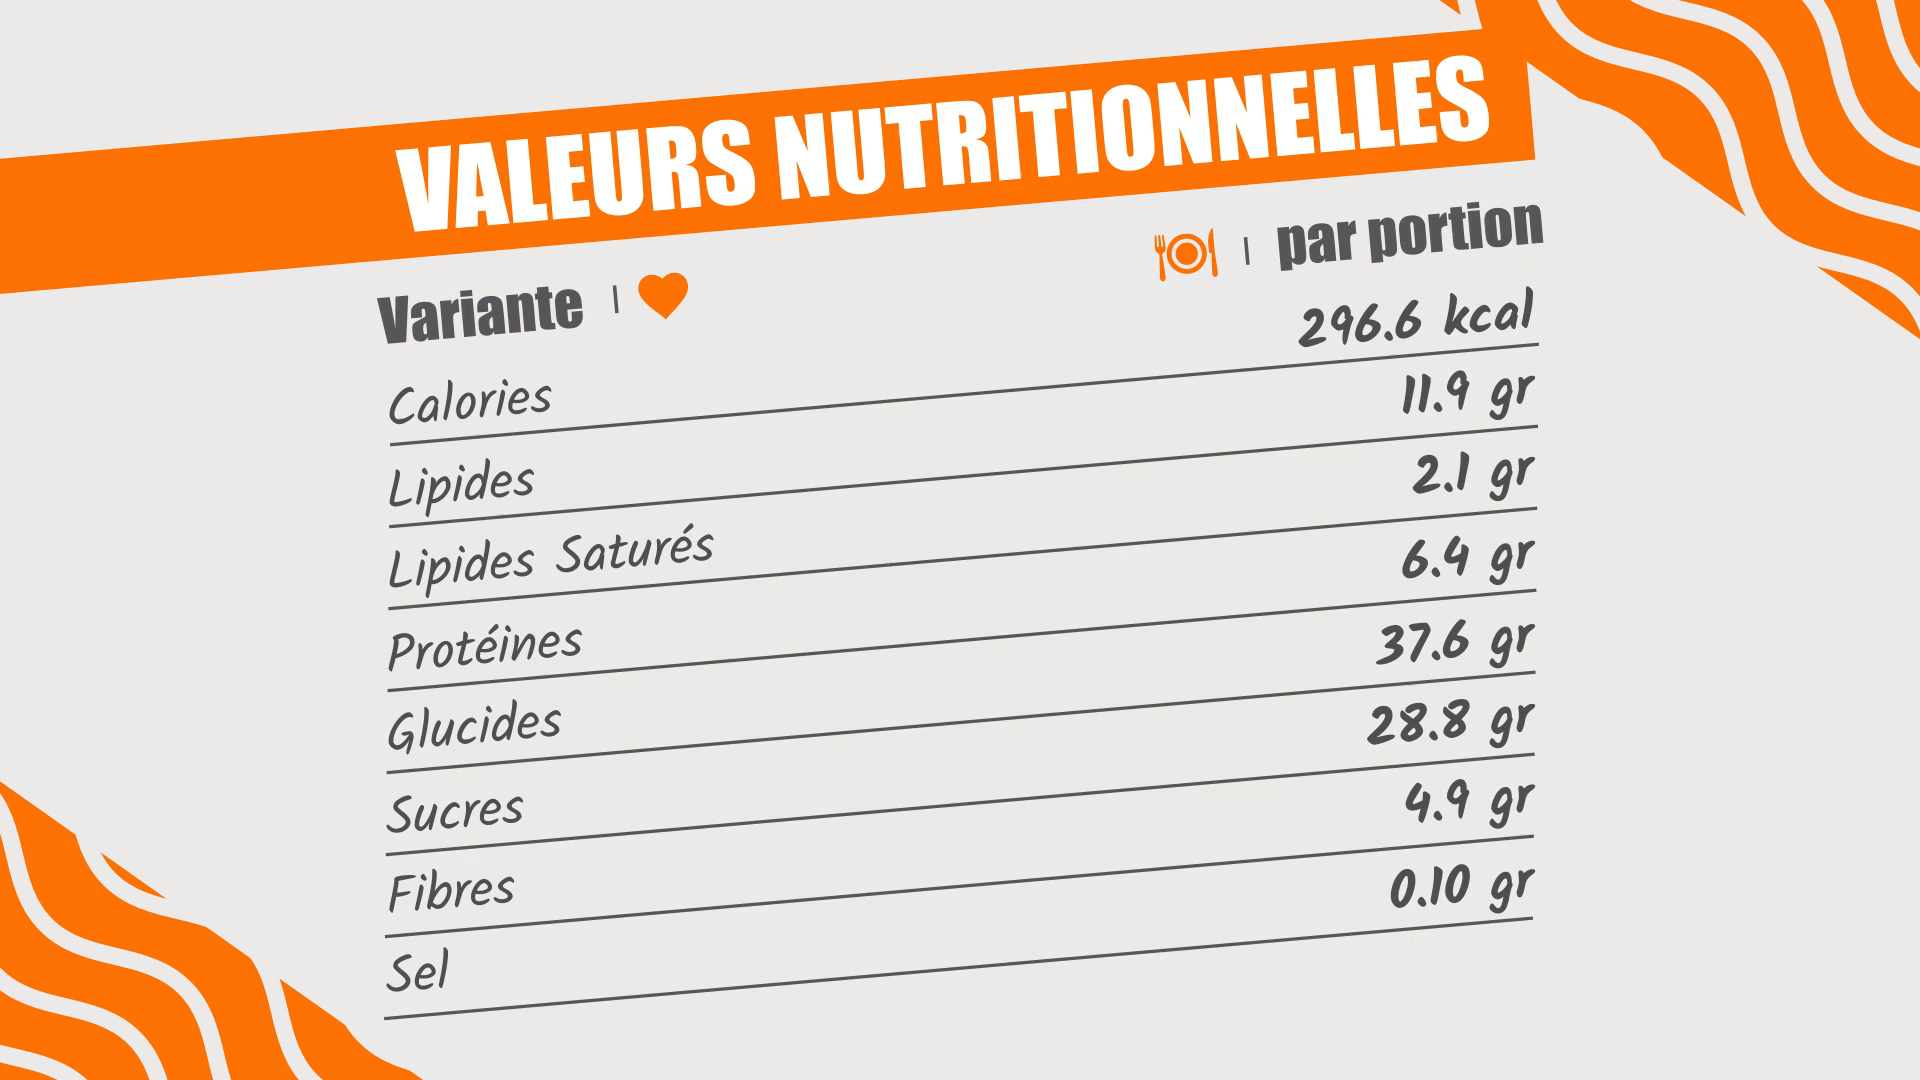 VALEURS NUTRITIONNELLES
Variante | par portion
Calories 296.6 kcal
Lipides 11.9 gr
Lipides Saturés 2.1 gr
Protéines 6.4 gr
Glucides 37.6 gr
Sucres 28.8 gr
Fibres 4.9 gr
Sel 0.10 gr